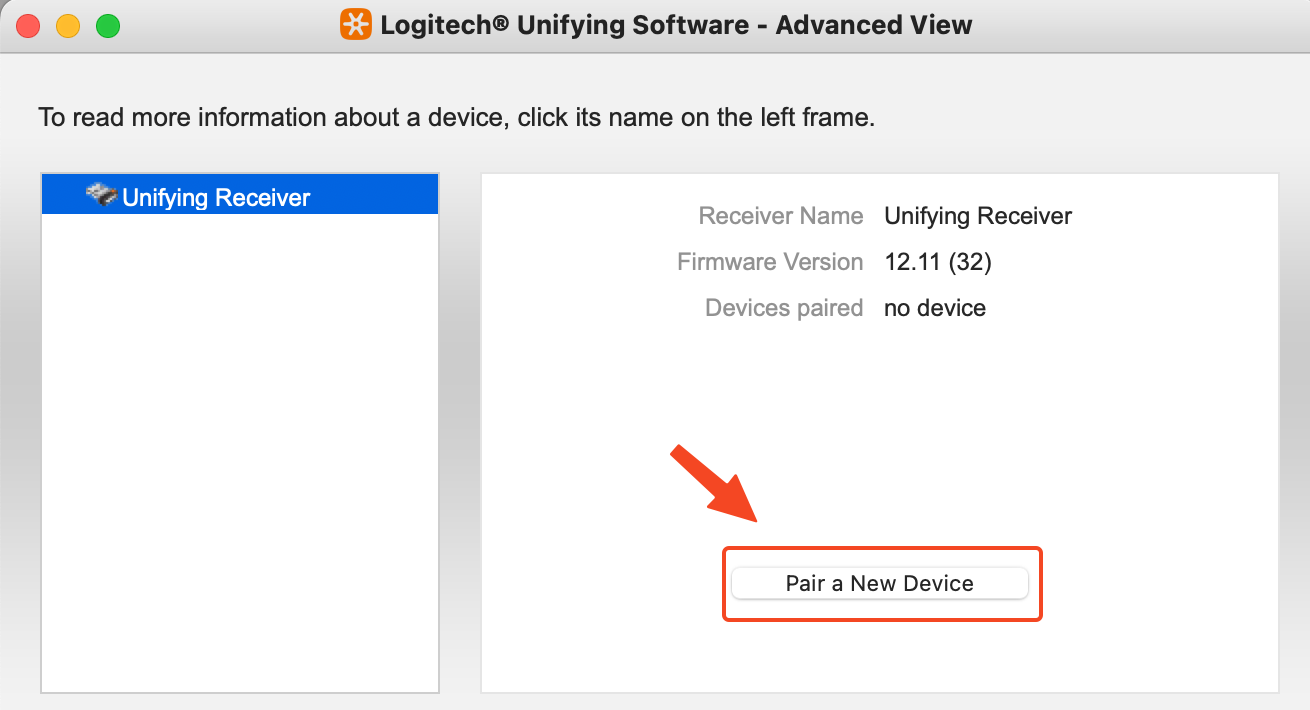 Logitech® Unifying Software - Advanced View
To read more information about a device, click its name on the left frame.
Unifying Receiver
Receiver Name Unifying Receiver
Firmware Version 12.11 (32)
Devices paired no device
Pair a New Device